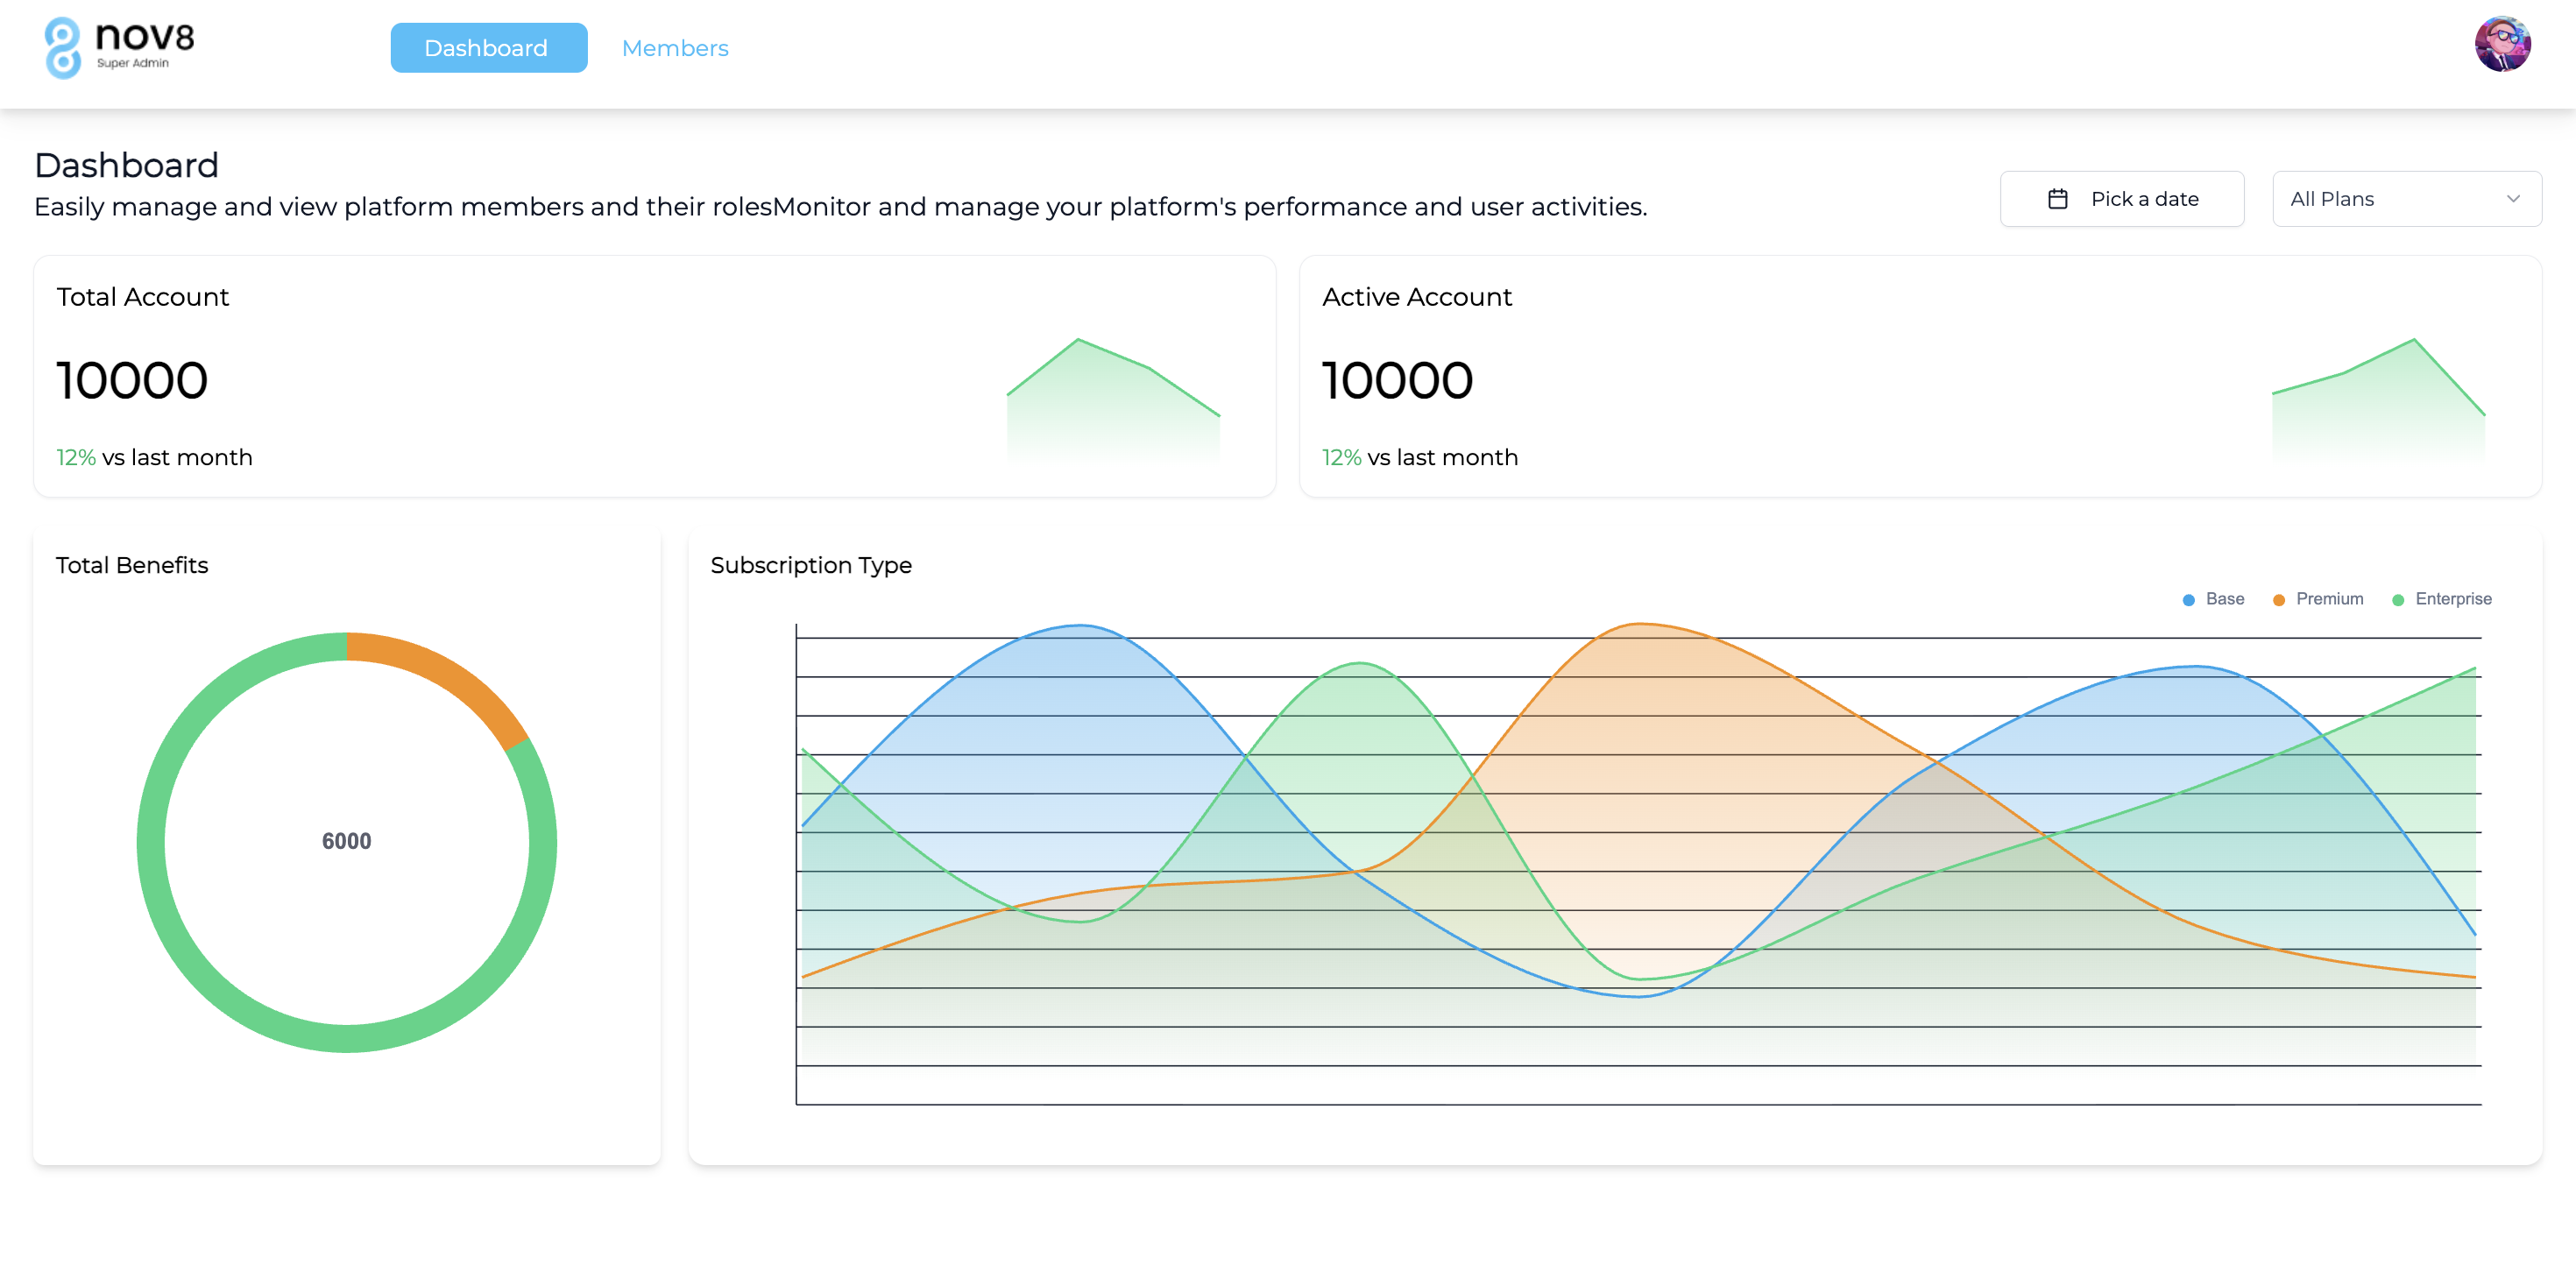 nov8
Super Admin
Dashboard
Members
Dashboard
Easily manage and view platform members and their rolesMonitor and manage your platform's performance and user activities.
Pick a date
All Plans
Total Account
10000
12% vs last month
Active Account
10000
12% vs last month
Total Benefits
6000
Subscription Type
Base
Premium
Enterprise